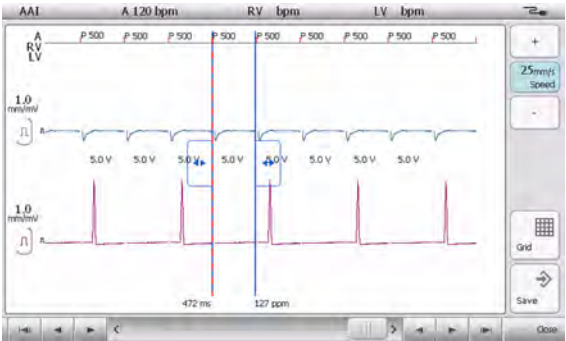 AAI A 120 bpm RV bpm LV bpm
A P 500 P 500 P 500 P 500 P 500 P 500 P 500 P 500 P 500
RV
LV
+
25mm/s
Speed
-
1.0
mm/mV
A
5.0 V 5.0 V 5.0 V 5.0 V 5.0 V 5.0 V 5.0 V 5.0 V
1.0
mm/mV
Grid
Save
472 ms 127 ppm
Close